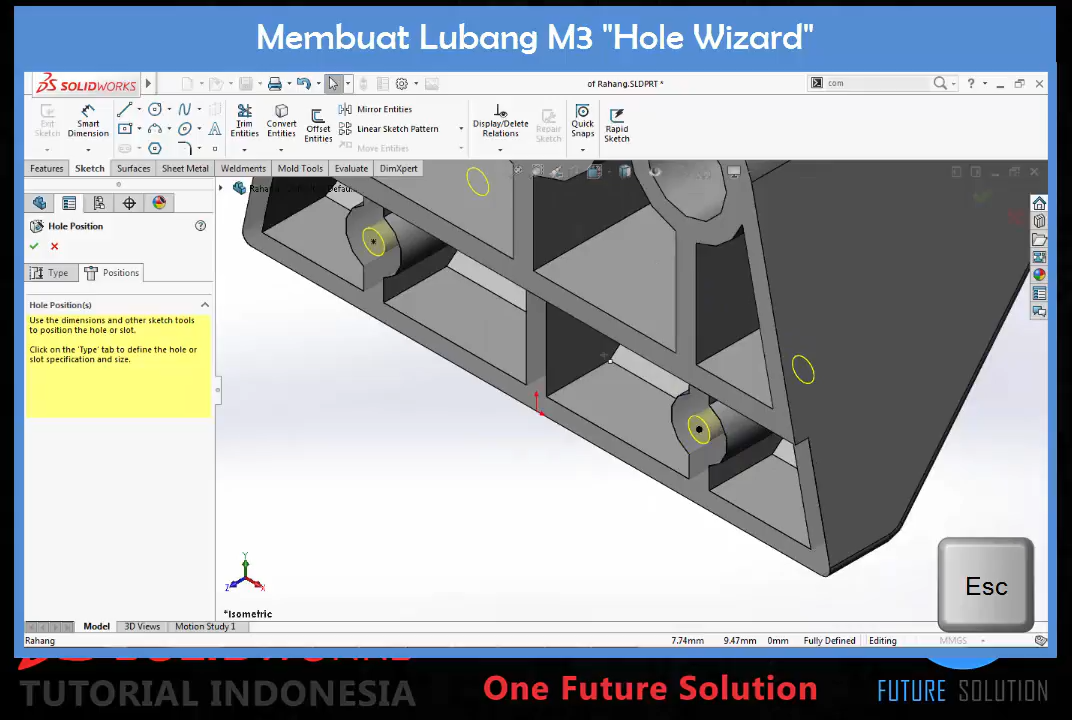 Membuat Lubang M3 "Hole Wizard"
SOLIDWORKS
of Rahang.SLDPRT *
com
Exit Sketch
Smart Dimension
Trim Entities
Convert Entities
Offset Entities
Mirror Entities
Linear Sketch Pattern
Move Entities
Display/Delete Relations
Repair Sketch
Quick Snaps
Rapid Sketch
Features
Sketch
Surfaces
Sheet Metal
Weldments
Mold Tools
Evaluate
DimXpert
Hole Position
Type
Positions
Hole Position(s)
Use the dimensions and other sketch tools
to position the hole or slot.
Click on the 'Type' tab to define the hole or
slot specification and size.
Y
Z
X
*Isometric
Esc
Model
3D Views
Motion Study 1
Rahang
7.74mm
9.47mm
0mm
Fully Defined
Editing
MMGS
TUTORIAL INDONESIA
One Future Solution
FUTURE SOLUTION